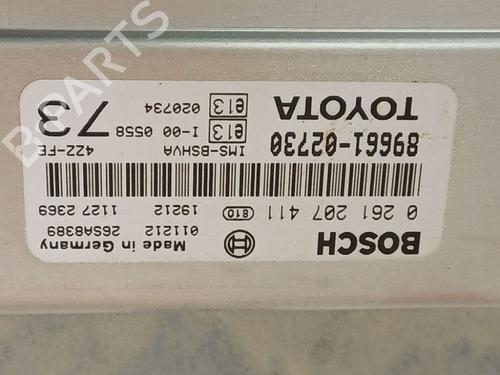 BOSCH
Made in Germany
011212 26SA8389
0 261 207 411
810
19212 1127 2369
89661-02730
IMS-BSHVA 4ZZ-FE
TOYOTA
e13 I-00 0558
e13 020734
73
B-PARTS